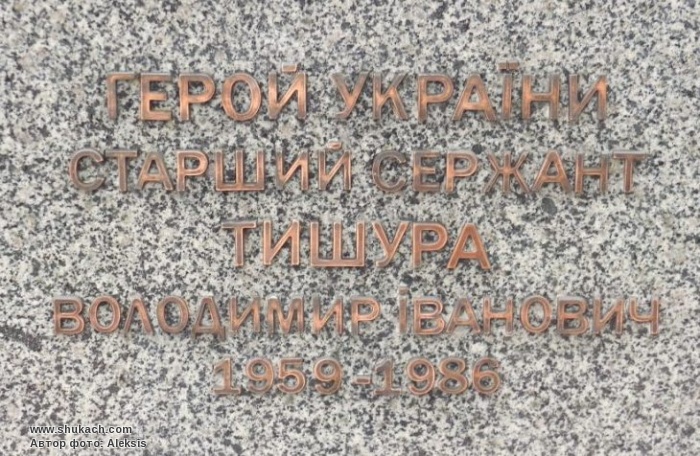 ГЕРОЙ УКРАЇНИ
СТАРШИЙ СЕРЖАНТ
ТИШУРА
ВОЛОДИМИР ІВАНОВИЧ
1959-1986
www.shukach.com
Автор фото: Aleksis